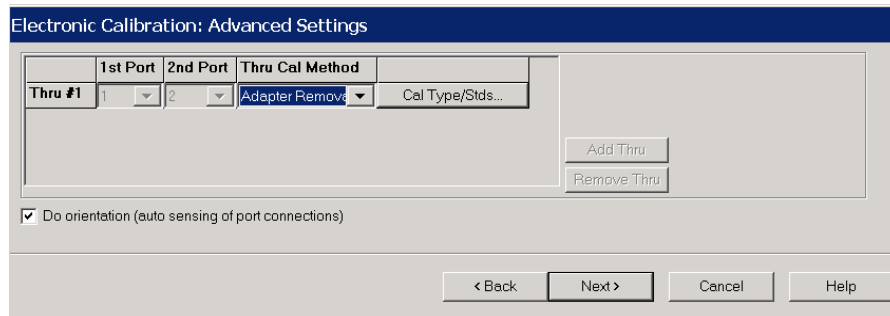 Electronic Calibration: Advanced Settings
1st Port 2nd Port Thru Cal Method
Thru #1 1 2 Adapter Remove Cal Type/Stds...
Add Thru
Remove Thru
Do orientation (auto sensing of port connections)
< Back Next > Cancel Help